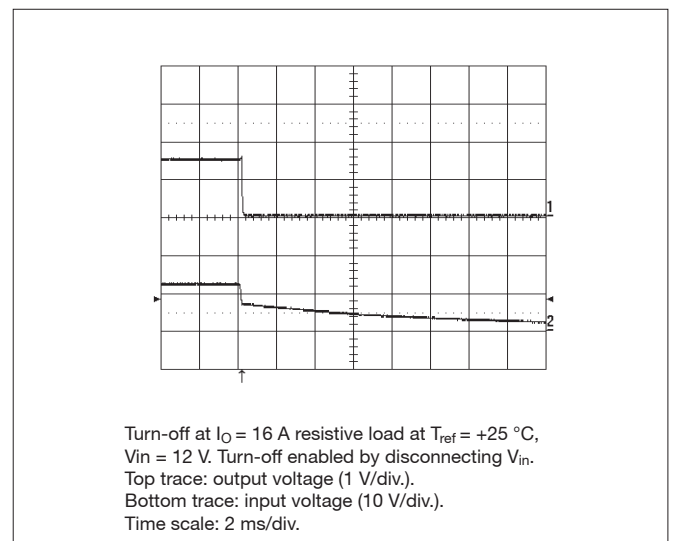 1
2
Turn-off at IO = 16 A resistive load at Tref = +25 °C,
Vin = 12 V. Turn-off enabled by disconnecting Vin.
Top trace: output voltage (1 V/div.).
Bottom trace: input voltage (10 V/div.).
Time scale: 2 ms/div.